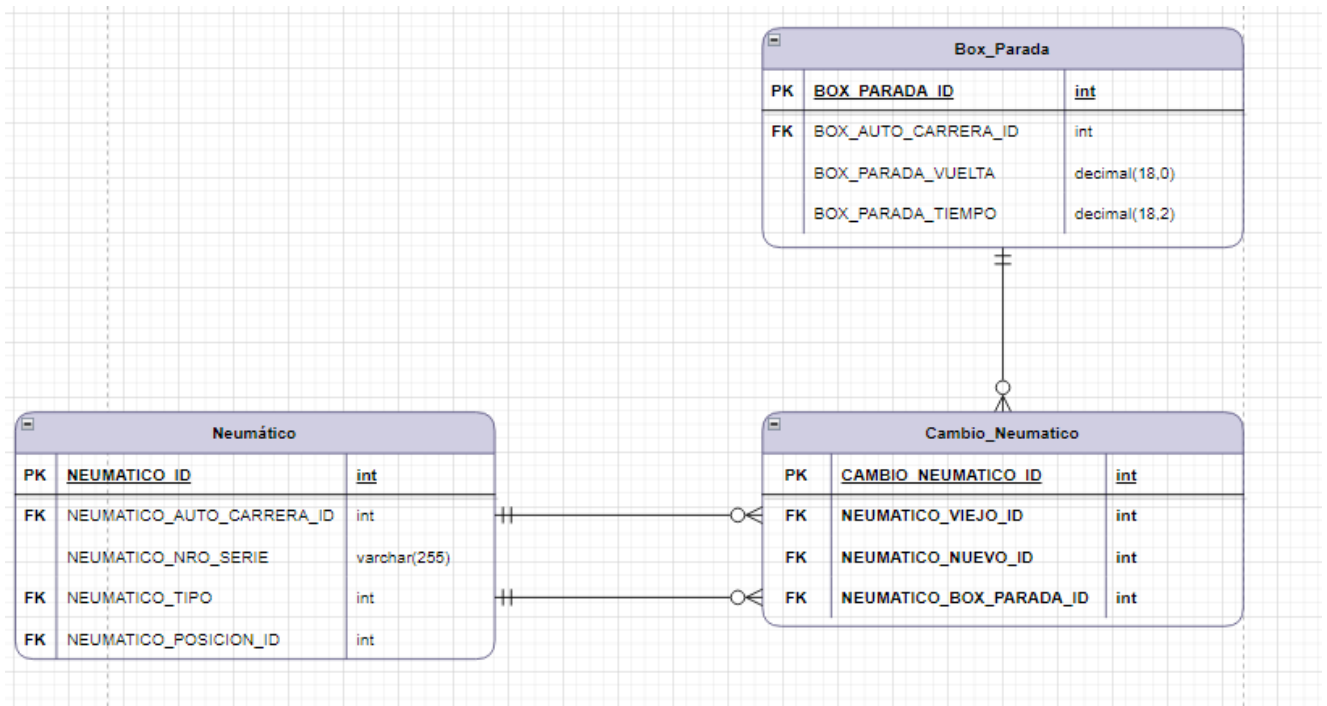 Box_Parada
PK BOX_PARADA_ID int
FK BOX_AUTO_CARRERA_ID int
BOX_PARADA_VUELTA decimal(18,0)
BOX_PARADA_TIEMPO decimal(18,2)
Neumático
PK NEUMATICO_ID int
FK NEUMATICO_AUTO_CARRERA_ID int
NEUMATICO_NRO_SERIE varchar(255)
FK NEUMATICO_TIPO int
FK NEUMATICO_POSICION_ID int
Cambio_Neumatico
PK CAMBIO_NEUMATICO_ID int
FK NEUMATICO_VIEJO_ID int
FK NEUMATICO_NUEVO_ID int
FK NEUMATICO_BOX_PARADA_ID int